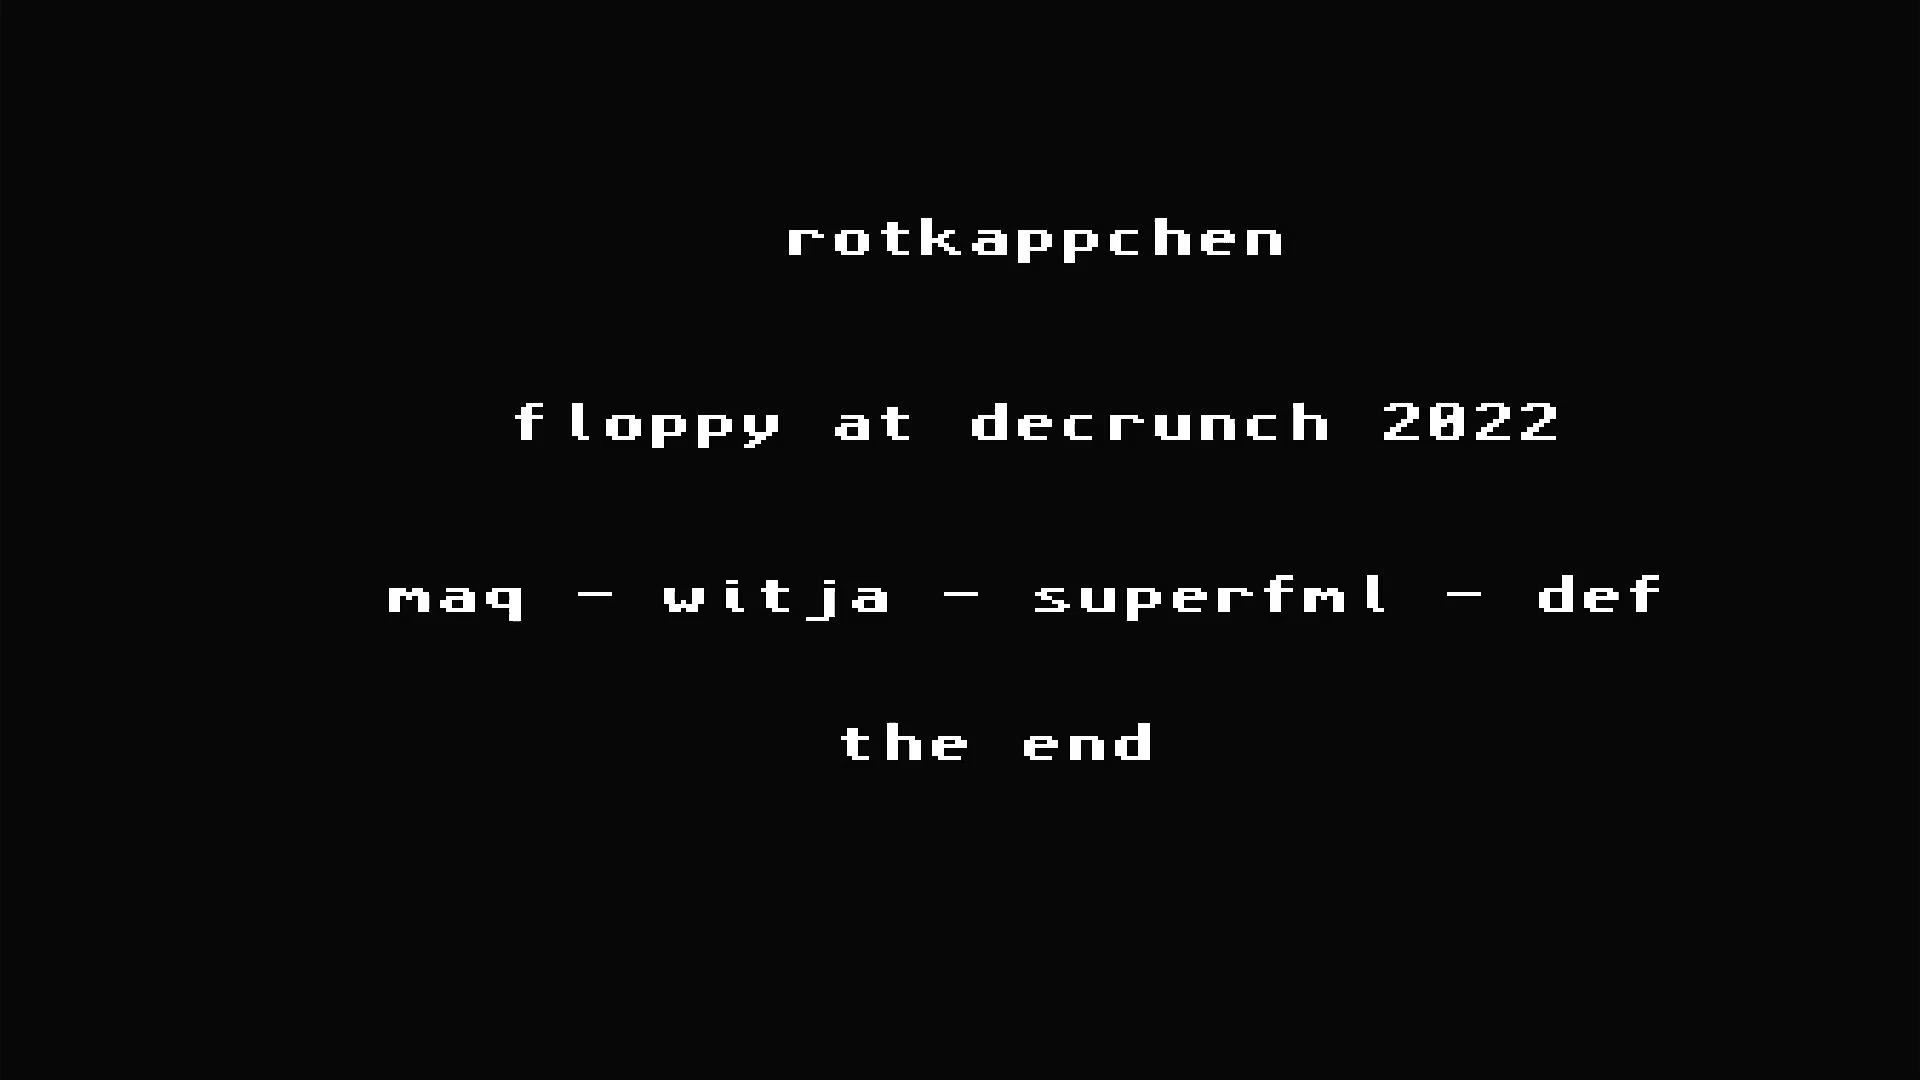 rotkappchen
floppy at decrunch 2022
maq - witja - superfml - def
the end